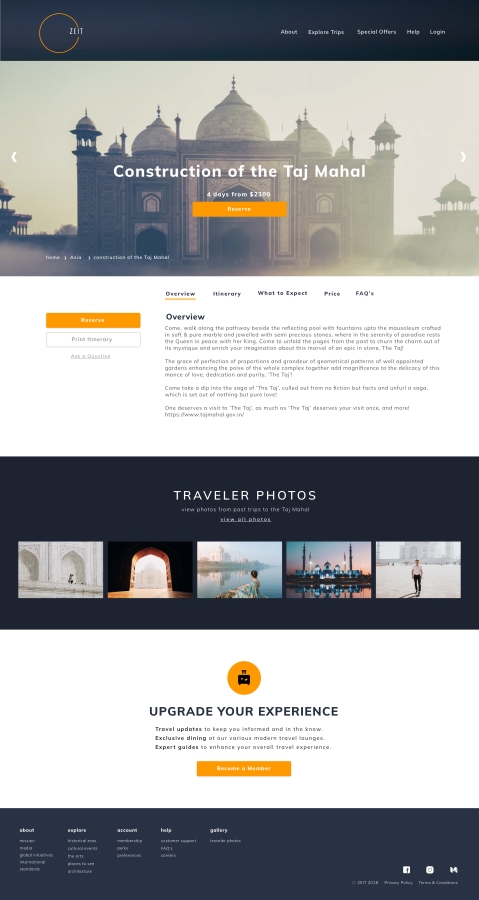 ZEIT
About Explore Trips Special Offers Help Login
Construction of the Taj Mahal
4 days from $2300
Reserve
home > Asia > construction of the Taj Mahal
Overview Itinerary What to Expect Price FAQ's
Reserve
Print Itinerary
Ask a Question
Overview
Come, walk along the pathway beside the reflecting pool with fountains upto the mausoleum crafted
in soft & pure marble and jewelled with semi precious stones, where in the serenity of paradise rests
the Queen in peace with her King. Come to unfold the pages from the past to churn the charm out of
its mystique and enrich your imagination about this marvel of an epic in stone, The Taj!
The grace of perfection of proportions and grandeur of geometrical patterns of well appointed
gardens enhancing the poise of the whole complex together add magnificence to the delicacy of this
mance of love, dedication and purity, 'The Taj'!
Come take a dip into the saga of 'The Taj', culled out from no fiction but facts and unfurl a saga,
which is set out of nothing but pure love!
One deserves a visit to 'The Taj', as much as 'The Taj' deserves your visit once, and more!
https://www.tajmahal.gov.in/
TRAVELER PHOTOS
view photos from past trips to the Taj Mahal
view all photos
UPGRADE YOUR EXPERIENCE
Travel updates to keep you informed and in the know.
Exclusive dining at our various modern travel lounges.
Expert guides to enhance your overall travel experience.
Become a Member
about
mission
media
global initiatives
international
standards
explore
historical eras
cultural events
the arts
places to see
architecture
account
membership
perks
preferences
help
customer support
FAQ's
careers
gallery
traveler photos
© ZEIT 2018 Privacy Policy Terms & Conditions